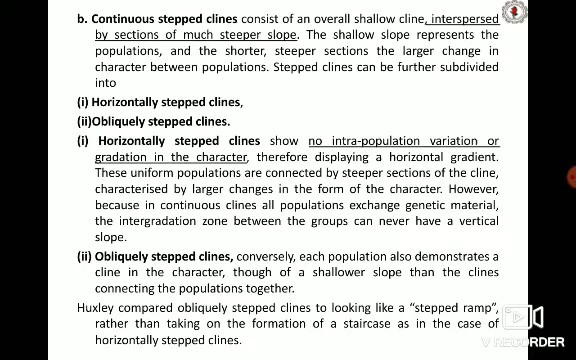 b. Continuous stepped clines consist of an overall shallow cline, interspersed
by sections of much steeper slope. The shallow slope represents the
populations, and the shorter, steeper sections the larger change in
character between populations. Stepped clines can be further subdivided
into
(i) Horizontally stepped clines,
(ii)Obliquely stepped clines.
(i) Horizontally stepped clines show no intra-population variation or
gradation in the character, therefore displaying a horizontal gradient.
These uniform populations are connected by steeper sections of the cline,
characterised by larger changes in the form of the character. However,
because in continuous clines all populations exchange genetic material,
the intergradation zone between the groups can never have a vertical
slope.
(ii) Obliquely stepped clines, conversely, each population also demonstrates a
cline in the character, though of a shallower slope than the clines
connecting the populations together.
Huxley compared obliquely stepped clines to looking like a “stepped ramp”,
rather than taking on the formation of a staircase as in the case of
horizontally stepped clines.
V RECORDER